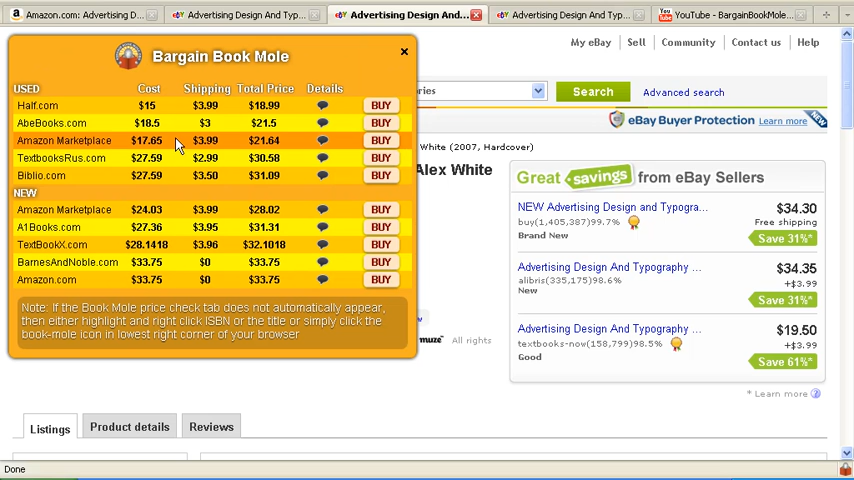 Amazon.com: Advertising D...
Advertising Design And Typ...
Advertising Design And...
Advertising Design And Typ...
YouTube - BargainBookMole...
My eBay Sell Community Contact us Help
Bargain Book Mole
ries
Search
Advanced search
eBay Buyer Protection Learn more
NEW
Cost Shipping Total Price Details
USED
Half.com $15 $3.99 $18.99 BUY
AbeBooks.com $18.5 $3 $21.5 BUY
Amazon Marketplace $17.65 $3.99 $21.64 BUY
TextbooksRus.com $27.59 $2.99 $30.58 BUY
Biblio.com $27.59 $3.50 $31.09 BUY
NEW
Amazon Marketplace $24.03 $3.99 $28.02 BUY
A1Books.com $27.36 $3.95 $31.31 BUY
TextBookX.com $28.1418 $3.96 $32.1018 BUY
BarnesAndNoble.com $33.75 $0 $33.75 BUY
Amazon.com $33.75 $0 $33.75 BUY
Note: If the Book Mole price check tab does not automatically appear,
then either highlight and right click ISBN or the title or simply click the
book-mole icon in lowest right corner of your browser
White (2007, Hardcover)
Alex White
Great savings from eBay Sellers
NEW Advertising Design and Typogra... $34.30
buy(1,405,387)99.7% Free shipping
Brand New Save 31%*
Advertising Design And Typography ... $34.35
alibris(335,175)98.6% +$3.99
New Save 31%*
Advertising Design And Typography ... $19.50
textbooks-now(158,799)98.5% +$3.99
Good Save 61%*
* Learn more
muze All rights
Listings Product details Reviews
Done